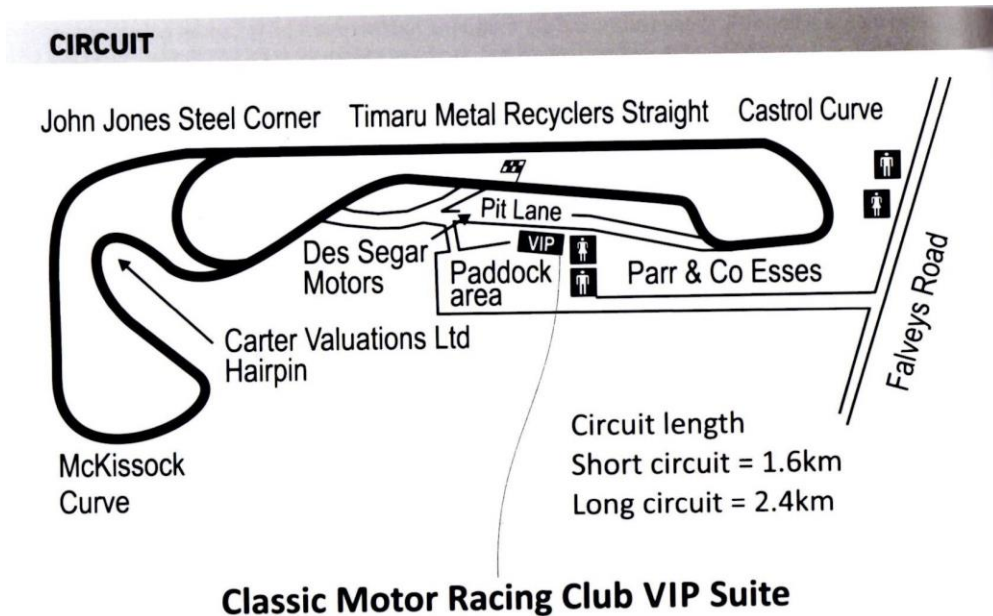 CIRCUIT
John Jones Steel Corner
Timaru Metal Recyclers Straight
Castrol Curve
Pit Lane
VIP
Des Segar
Motors
Paddock
area
Parr & Co Esses
Falveys Road
Carter Valuations Ltd
Hairpin
McKissock
Curve
Circuit length
Short circuit = 1.6km
Long circuit = 2.4km
Classic Motor Racing Club VIP Suite